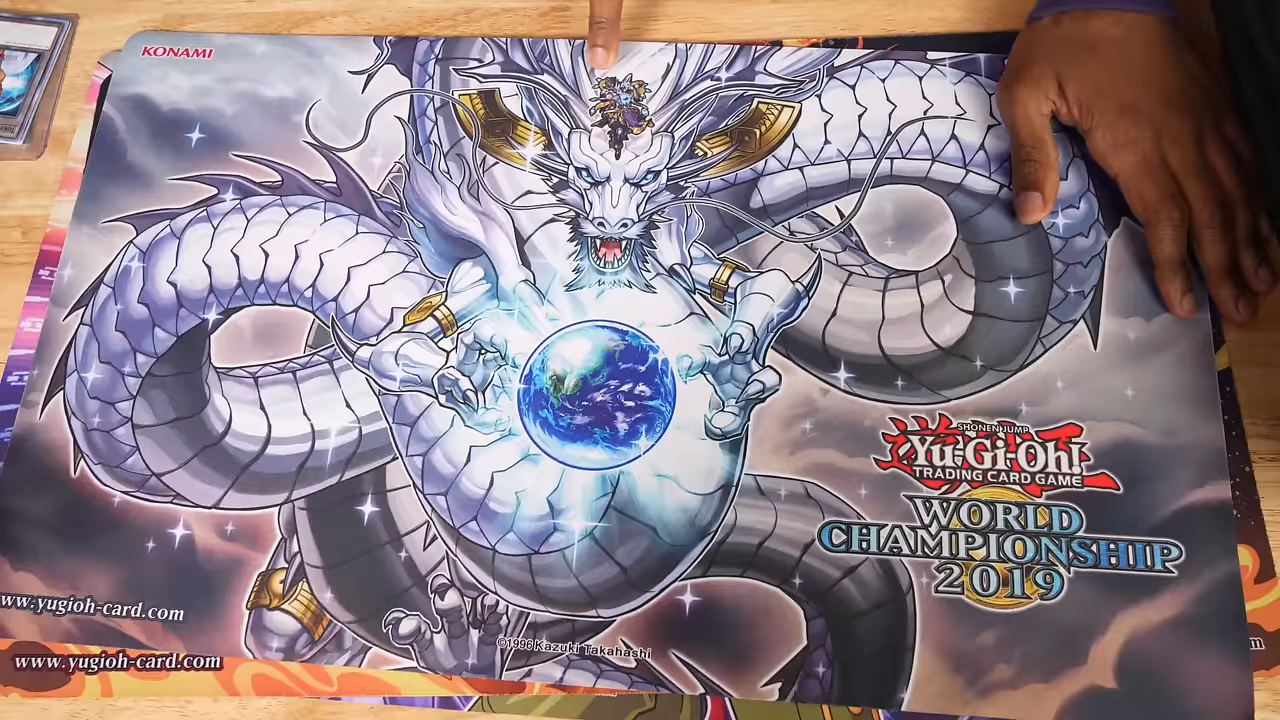 KONAMI
SHONEN JUMP
Yu-Gi-Oh!
TRADING CARD GAME
WORLD
CHAMPIONSHIP
2019
ww.yugioh-card.com
©1996 Kazuki Takahashi
www.yugioh-card.com
m